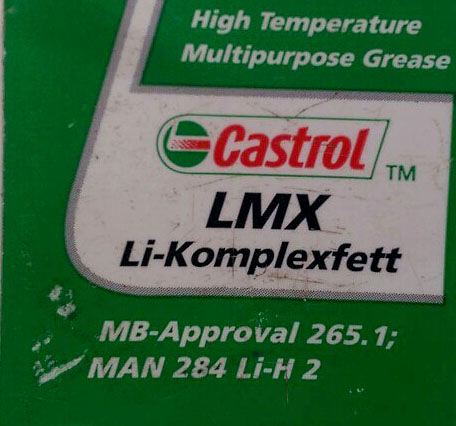 High Temperature
Multipurpose Grease
Castrol TM
LMX
Li-Komplexfett
MB-Approval 265.1;
MAN 284 Li-H 2